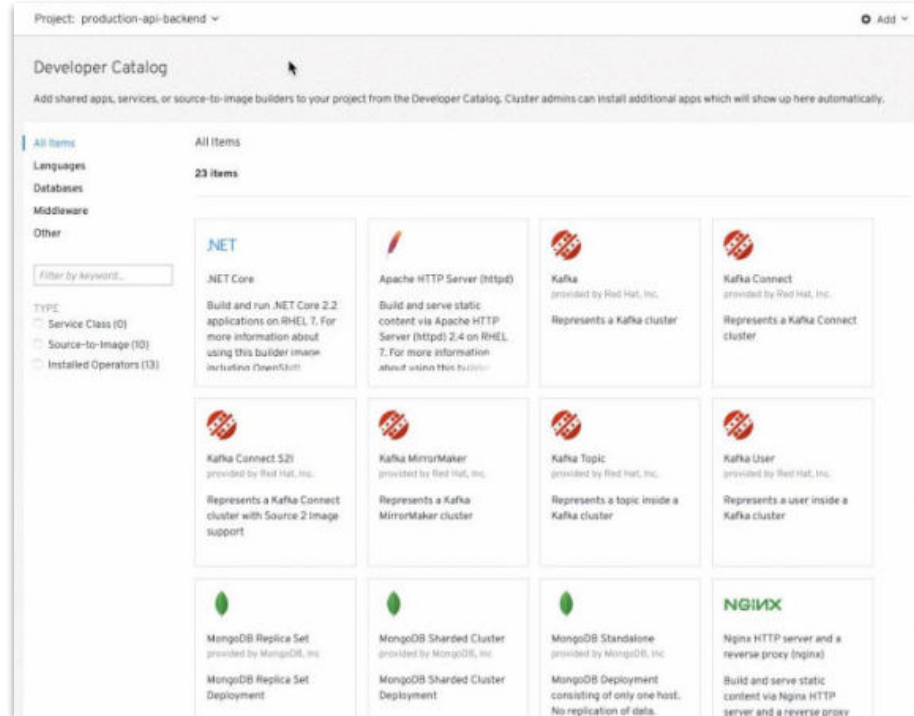 Project: production-api-backend
Add
Developer Catalog
Add shared apps, services, or source-to-image builders to your project from the Developer Catalog. Cluster admins can install additional apps which will show up here automatically.
All Items
Languages
Databases
Middleware
Other
Filter by keyword...
TYPE
Service Class (0)
Source-to-Image (10)
Installed Operators (13)
All Items
23 items
.NET
.NET Core
Build and run .NET Core 2.2
applications on RHEL 7. For
more information about
using this builder image
including OpenShift
Apache HTTP Server (httpd)
Build and serve static
content via Apache HTTP
Server (httpd) 2.4 on RHEL
7. For more information
about using this builder
Kafka
provided by Red Hat, Inc.
Represents a Kafka cluster
Kafka Connect
provided by Red Hat, Inc.
Represents a Kafka Connect
cluster
Kafka Connect S2I
provided by Red Hat, Inc.
Represents a Kafka Connect
cluster with Source 2 Image
support
Kafka MirrorMaker
provided by Red Hat, Inc.
Represents a Kafka
MirrorMaker cluster
Kafka Topic
provided by Red Hat, Inc.
Represents a topic inside a
Kafka cluster
Kafka User
provided by Red Hat, Inc.
Represents a user inside a
Kafka cluster
MongoDB Replica Set
provided by MongoDB, Inc
MongoDB Replica Set
Deployment
MongoDB Sharded Cluster
provided by MongoDB, Inc
MongoDB Sharded Cluster
Deployment
MongoDB Standalone
provided by MongoDB, Inc
MongoDB Deployment
consisting of only one host.
No replication of data.
NGINX
Nginx HTTP server and a
reverse proxy (nginx)
Build and serve static
content via Nginx HTTP
server and a reverse proxy